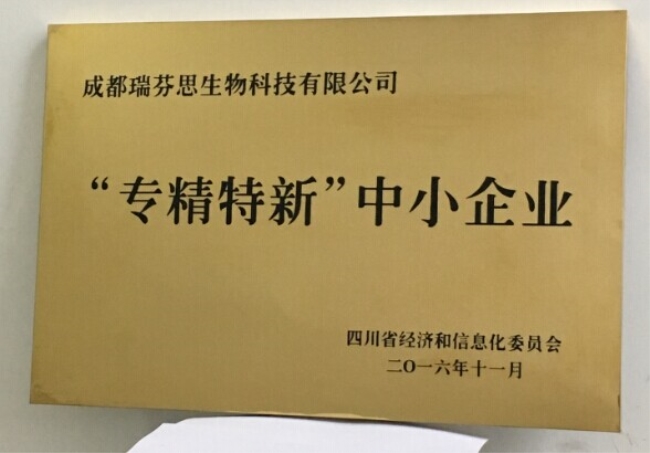 成都瑞芬思生物科技有限公司
“专精特新”中小企业
四川省经济和信息化委员会
二〇一六年十一月